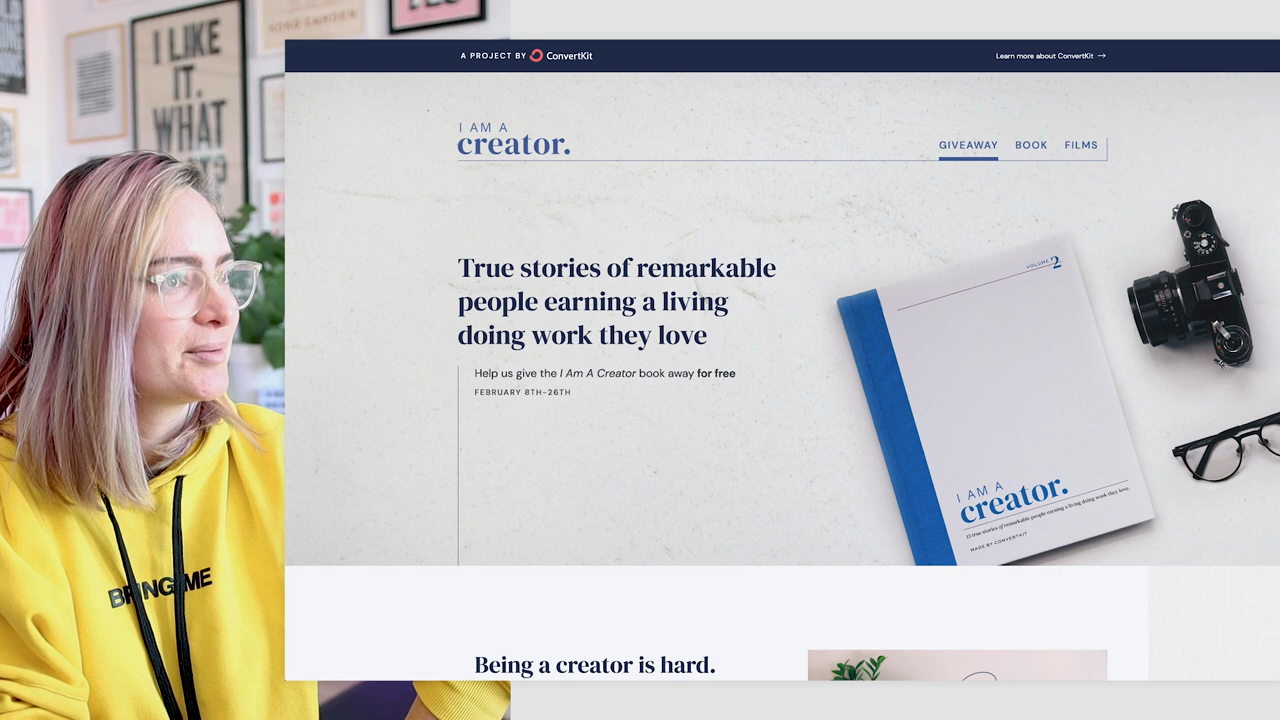 I LIKE
IT.
WHAT
A PROJECT BY ConvertKit
Learn more about ConvertKit →
I AM A
creator.
GIVEAWAY BOOK FILMS
True stories of remarkable
people earning a living
doing work they love
Help us give the I Am A Creator book away for free
FEBRUARY 8TH-26TH
VOLUME 2
I AM A
creator.
15 true stories of remarkable people earning a living doing work they love.
MADE BY CONVERTKIT
BRING ME
Being a creator is hard.